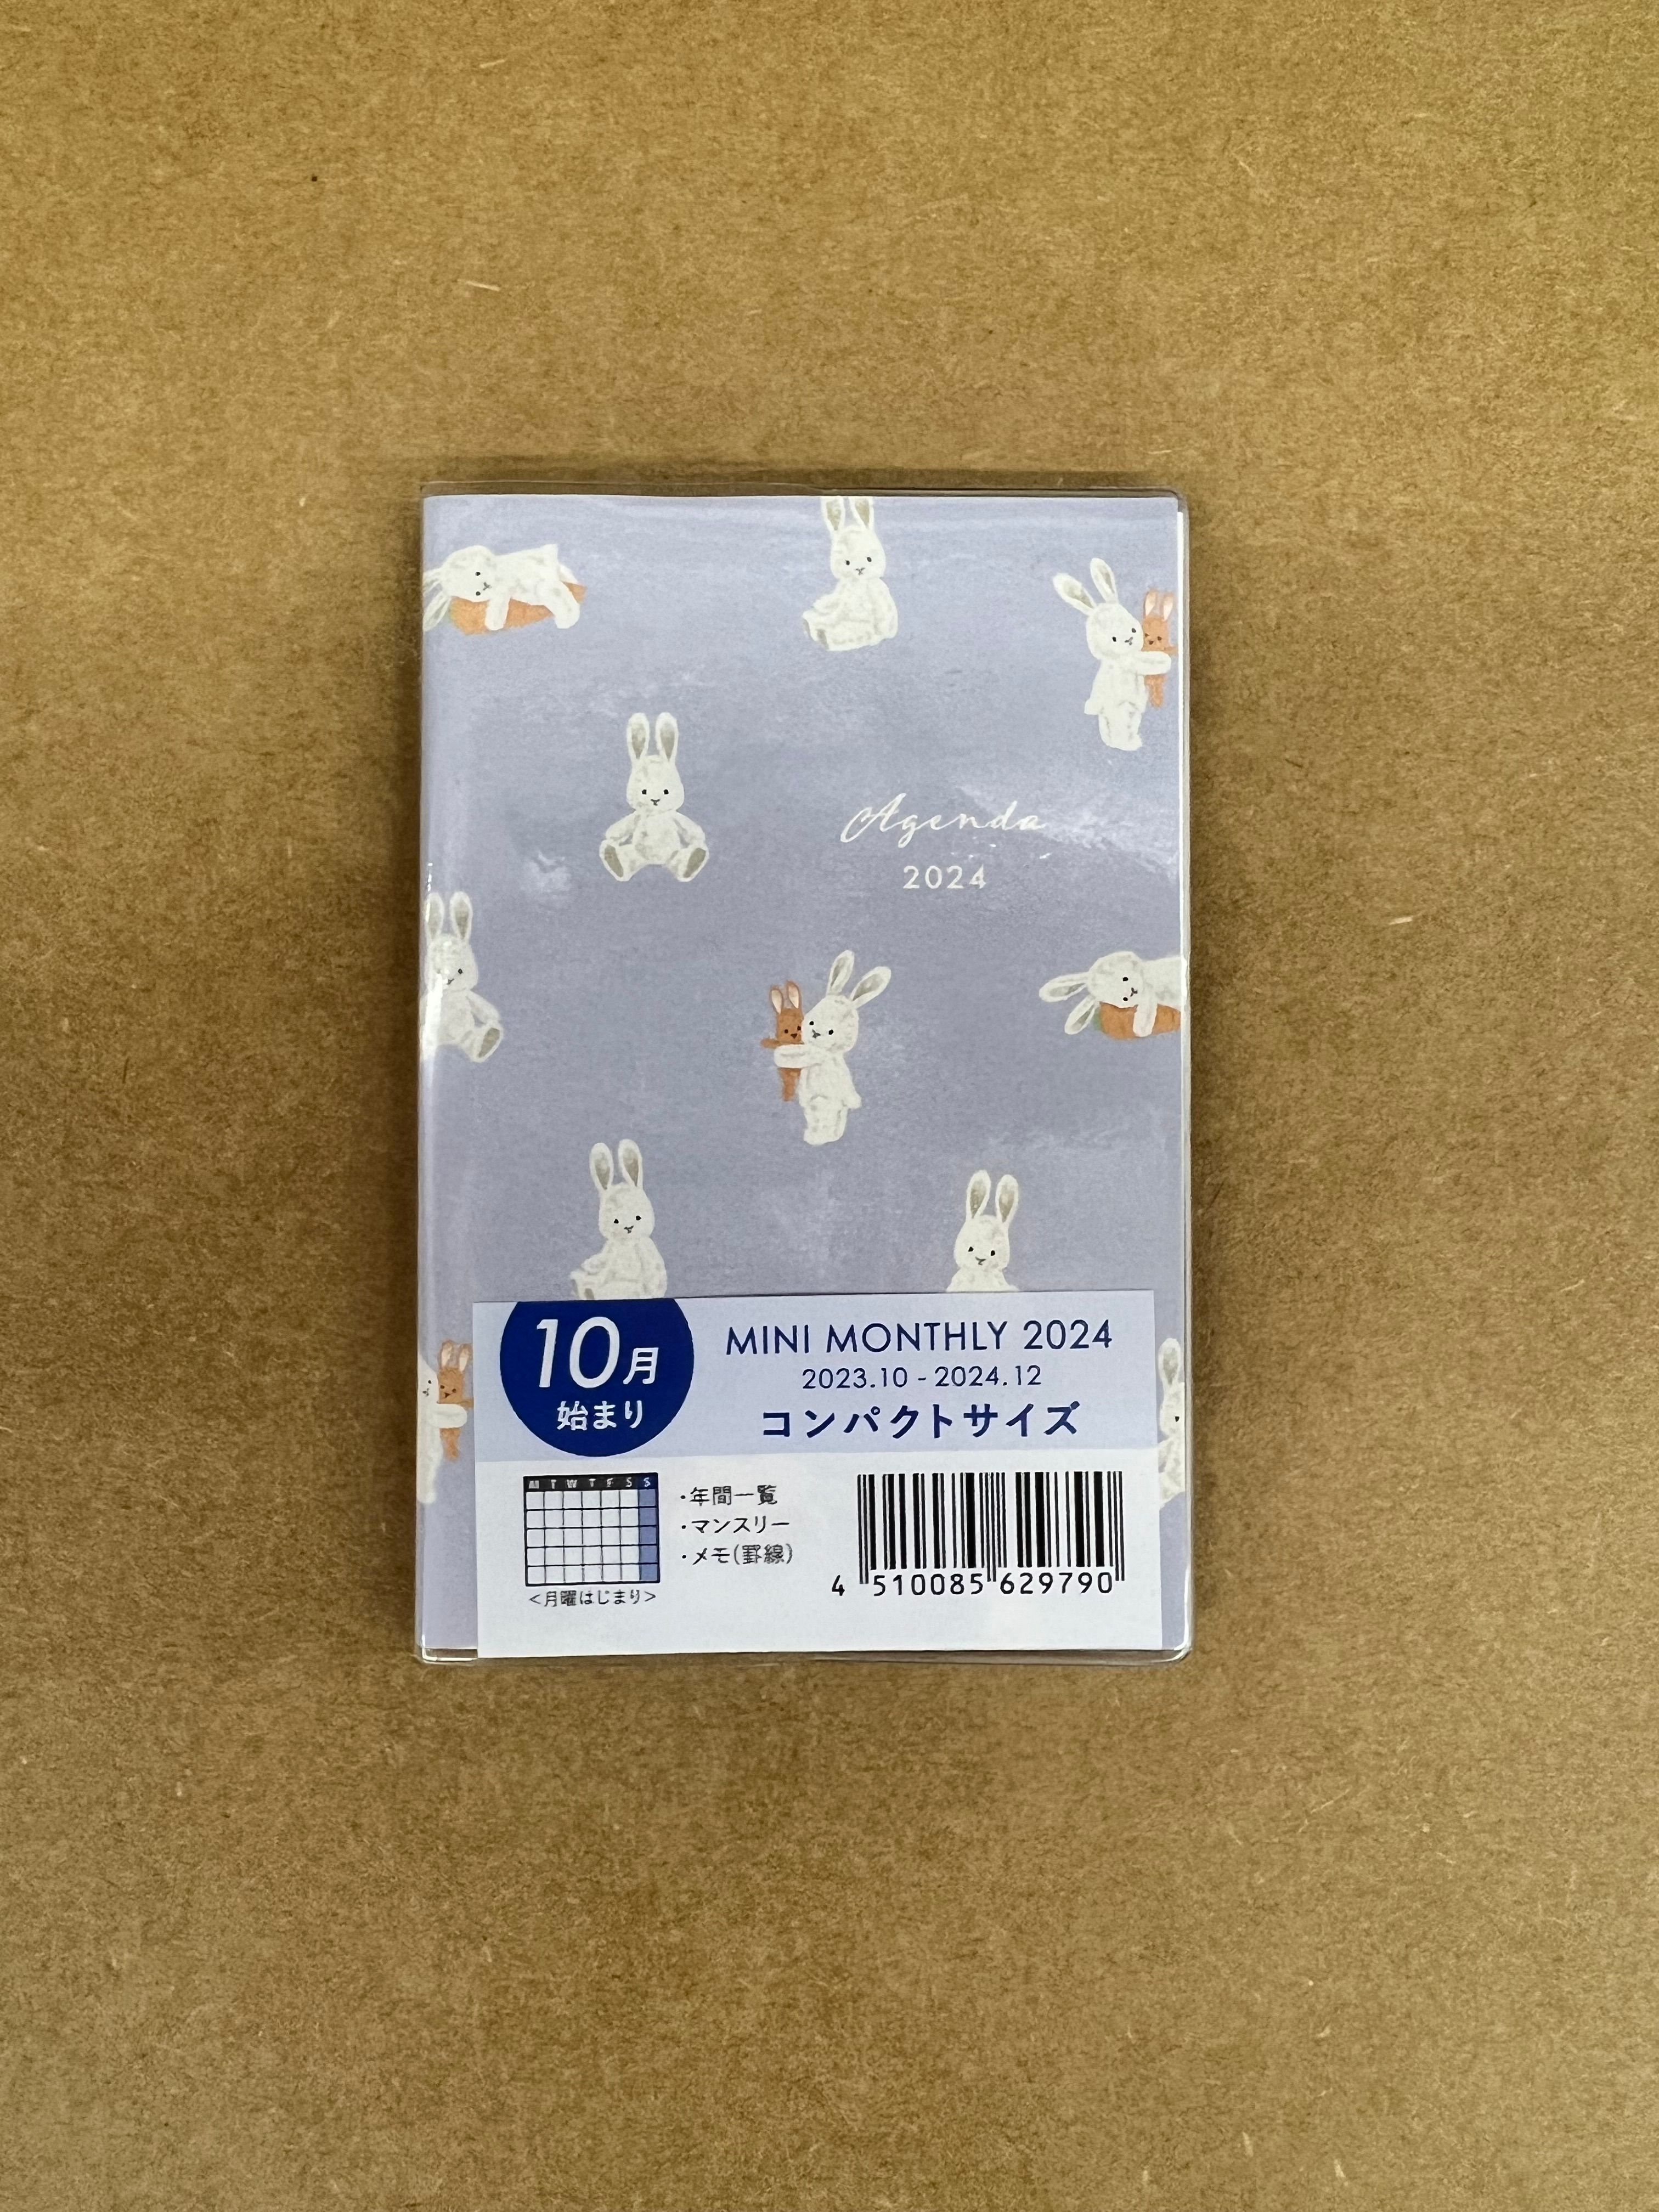 Agenda
2024
10月
始まり
MINI MONTHLY 2024
2023.10 - 2024.12
コンパクトサイズ
M T W T F S S
<月曜はじまり>
・年間一覧
・マンスリー
・メモ(罫線)
4 510085 629790